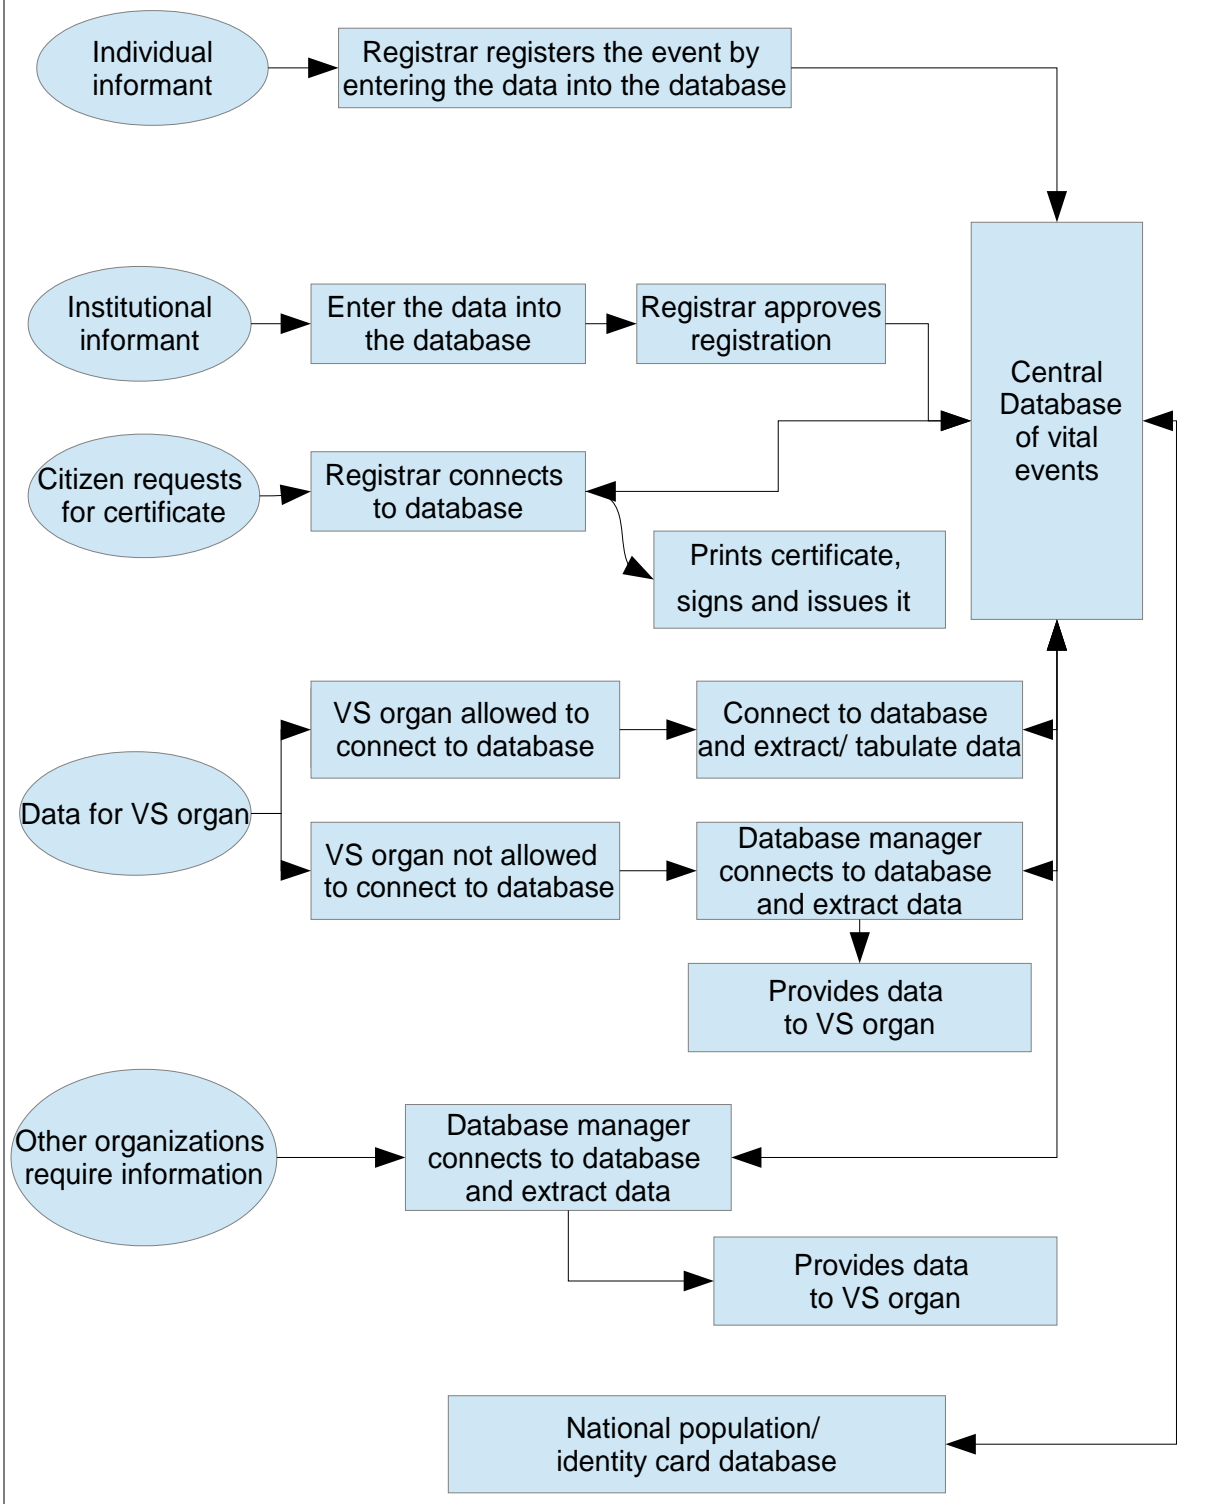 Individual
informant
Registrar registers the event by
entering the data into the database
Institutional
informant
Enter the data into
the database
Registrar approves
registration
Central
Database
of vital
events
Citizen requests
for certificate
Registrar connects
to database
Prints certificate,
signs and issues it
VS organ allowed to
connect to database
Connect to database
and extract/ tabulate data
Data for VS organ
VS organ not allowed
to connect to database
Database manager
connects to database
and extract data
Provides data
to VS organ
Other organizations
require information
Database manager
connects to database
and extract data
Provides data
to VS organ
National population/
identity card database